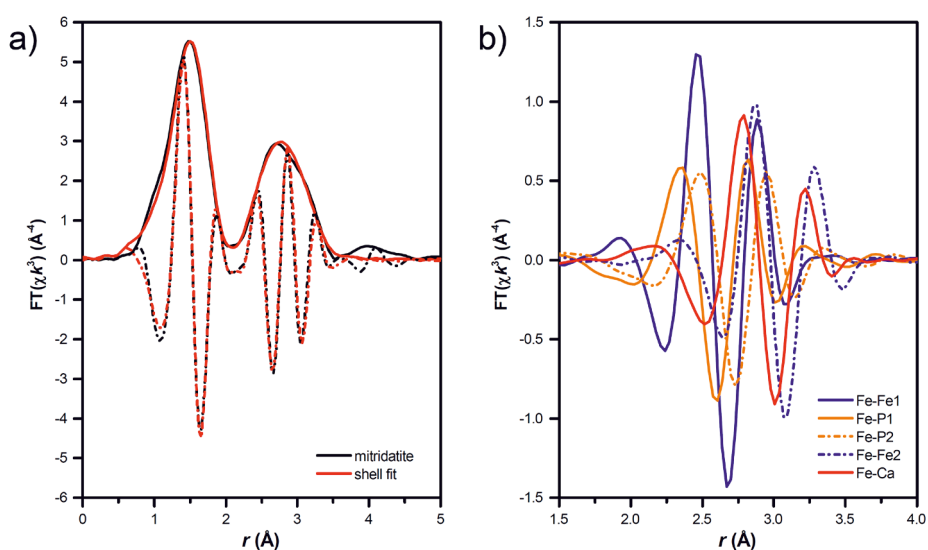 a)
6
5
4
3
2
1
0
-1
-2
-3
-4
-5
-6
FT(χk³) (Å⁻⁴)
0 1 2 3 4 5
r (Å)
mitridatite
shell fit
b)
1.5
1.0
0.5
0.0
-0.5
-1.0
-1.5
FT(χk³) (Å⁻⁴)
1.5 2.0 2.5 3.0 3.5 4.0
r (Å)
Fe-Fe1
Fe-P1
Fe-P2
Fe-Fe2
Fe-Ca